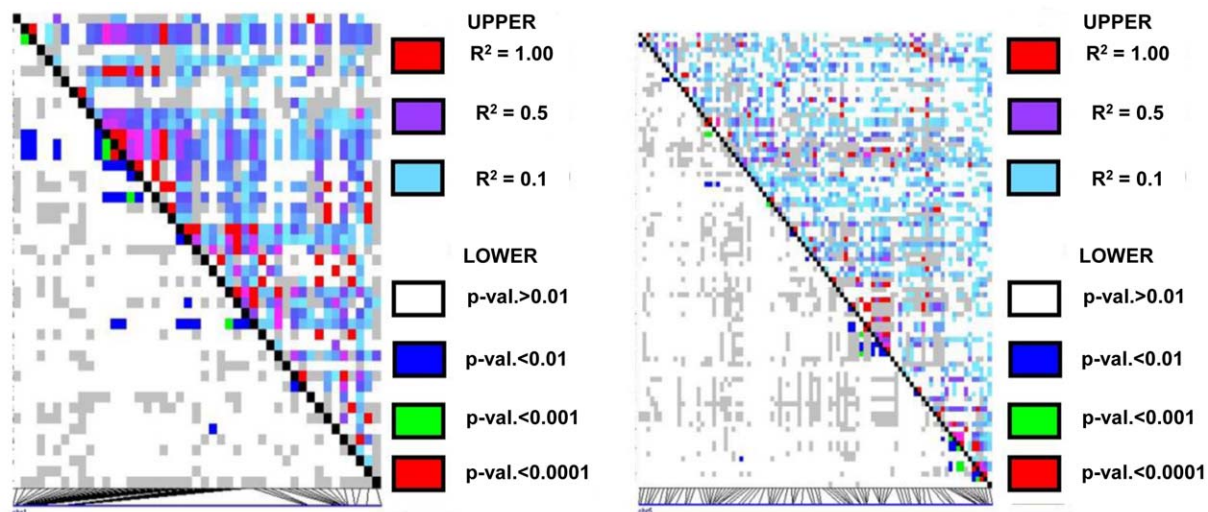 UPPER
R² = 1.00
R² = 0.5
R² = 0.1
LOWER
p-val.>0.01
p-val.<0.01
p-val.<0.001
p-val.<0.0001
UPPER
R² = 1.00
R² = 0.5
R² = 0.1
LOWER
p-val.>0.01
p-val.<0.01
p-val.<0.001
p-val.<0.0001